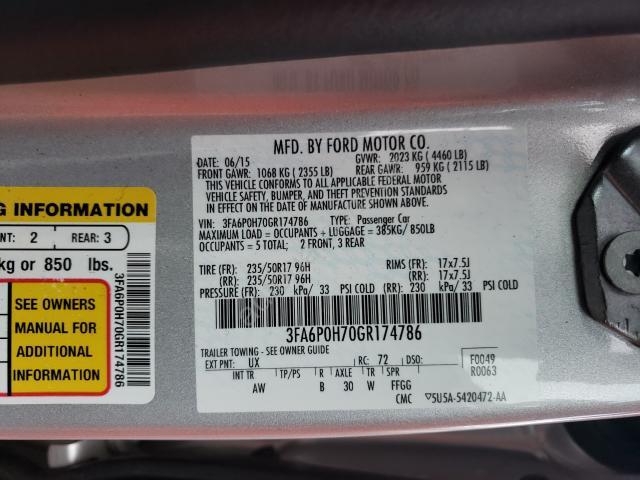 MFD. BY FORD MOTOR CO.
DATE: 06/15 GVWR: 2023 KG ( 4460 LB)
FRONT GAWR: 1068 KG ( 2355 LB) REAR GAWR: 959 KG ( 2115 LB)
THIS VEHICLE CONFORMS TO ALL APPLICABLE FEDERAL MOTOR
VEHICLE SAFETY, BUMPER, AND THEFT PREVENTION STANDARDS
IN EFFECT ON THE DATE OF MANUFACTURE SHOWN ABOVE.
VIN: 3FA6P0H70GR174786 TYPE: Passenger Car
MAXIMUM LOAD = OCCUPANTS + LUGGAGE = 385KG/ 850LB
OCCUPANTS = 5 TOTAL: 2 FRONT, 3 REAR
TIRE (FR): 235/50R17 96H RIMS (FR): 17x7.5J
(RR): 235/50R17 96H (RR): 17x7.5J
PRESSURE (FR): 230 kPa/ 33 PSI COLD (RR): 230 kPa/ 33 PSI COLD
3FA6P0H70GR174786
TRAILER TOWING - SEE OWNER GUIDE
EXT PNT: UX RC: 72 DSO: F0049
R0063
INT TR TP/PS R AXLE TR SPR
AW B 30 W FFGG
CMC 5U5A-5420472-AA
G INFORMATION
NT: 2 REAR: 3
kg or 850 lbs.
SEE OWNERS
MANUAL FOR
ADDITIONAL
INFORMATION
3FA6P0H70GR174786